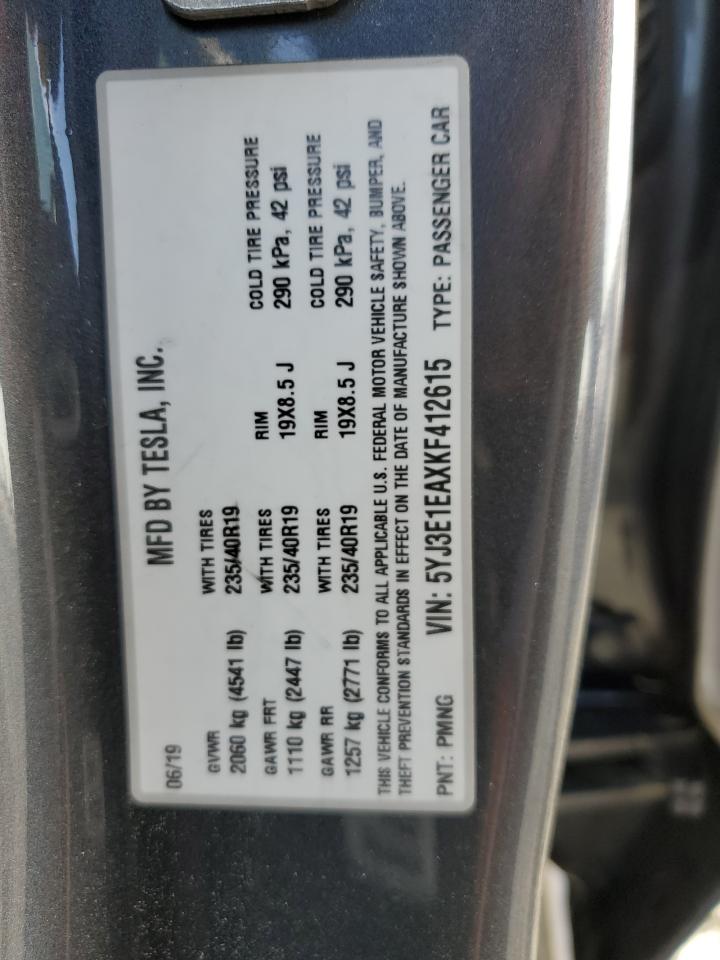 MFD BY TESLA, INC.
06/19
GVWR WITH TIRES
2060 kg (4541 lb) 235/40R19
GAWR FRT WITH TIRES RIM COLD TIRE PRESSURE
1110 kg (2447 lb) 235/40R19 19X8.5 J 290 kPa, 42 psi
GAWR RR WITH TIRES RIM COLD TIRE PRESSURE
1257 kg (2771 lb) 235/40R19 19X8.5 J 290 kPa, 42 psi
THIS VEHICLE CONFORMS TO ALL APPLICABLE U.S. FEDERAL MOTOR VEHICLE SAFETY, BUMPER, AND
THEFT PREVENTION STANDARDS IN EFFECT ON THE DATE OF MANUFACTURE SHOWN ABOVE.
PNT: PMNG VIN: 5YJ3E1EAXKF412615 TYPE: PASSENGER CAR